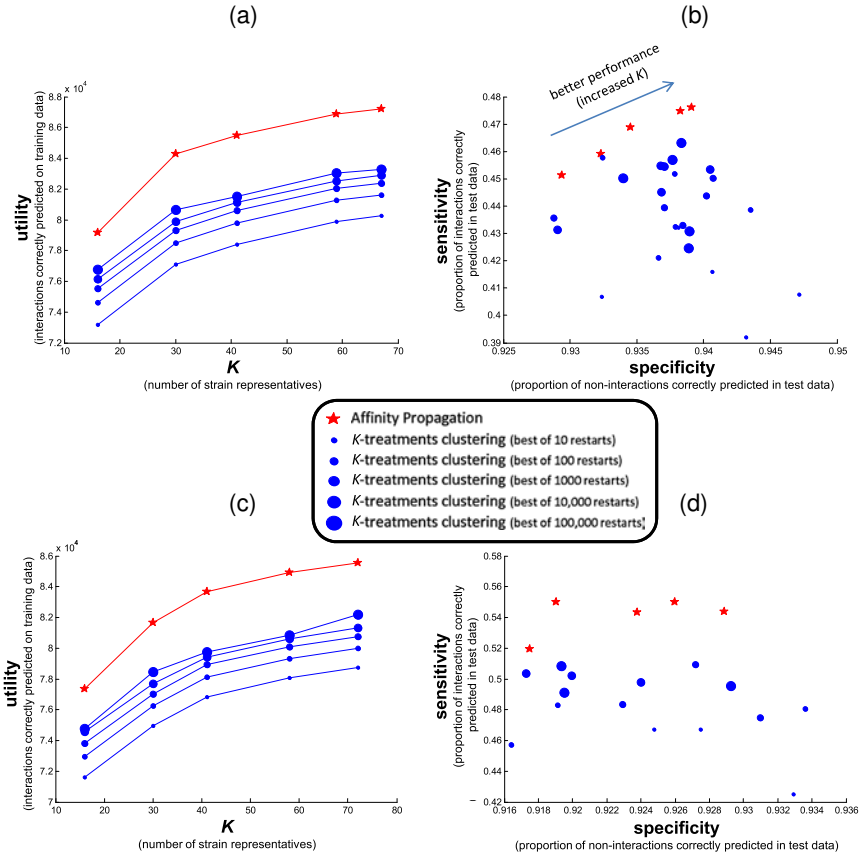 (a)
x 10⁴
8.8
8.6
8.4
8.2
8
7.8
7.6
7.4
7.2
10
20
30
40
50
60
70
utility
(interactions correctly predicted on training data)
K
(number of strain representatives)
(b)
better performance
(increased K)
0.48
0.47
0.46
0.45
0.44
0.43
0.42
0.41
0.4
0.39
0.925
0.93
0.935
0.94
0.945
0.95
sensitivity
(proportion of interactions correctly
predicted in test data)
specificity
(proportion of non-interactions correctly predicted in test data)
Affinity Propagation
K-treatments clustering (best of 10 restarts)
K-treatments clustering (best of 100 restarts)
K-treatments clustering (best of 1000 restarts)
K-treatments clustering (best of 10,000 restarts)
K-treatments clustering (best of 100,000 restarts)
(c)
x 10⁴
8.6
8.4
8.2
8
7.8
7.6
7.4
7.2
7
10
20
30
40
50
60
70
80
utility
(interactions correctly predicted on training data)
K
(number of strain representatives)
(d)
0.58
0.56
0.54
0.52
0.5
0.48
0.46
0.44
0.42
0.916
0.918
0.92
0.922
0.924
0.926
0.928
0.93
0.932
0.934
0.936
sensitivity
(proportion of interactions correctly
predicted in test data)
specificity
(proportion of non-interactions correctly predicted in test data)